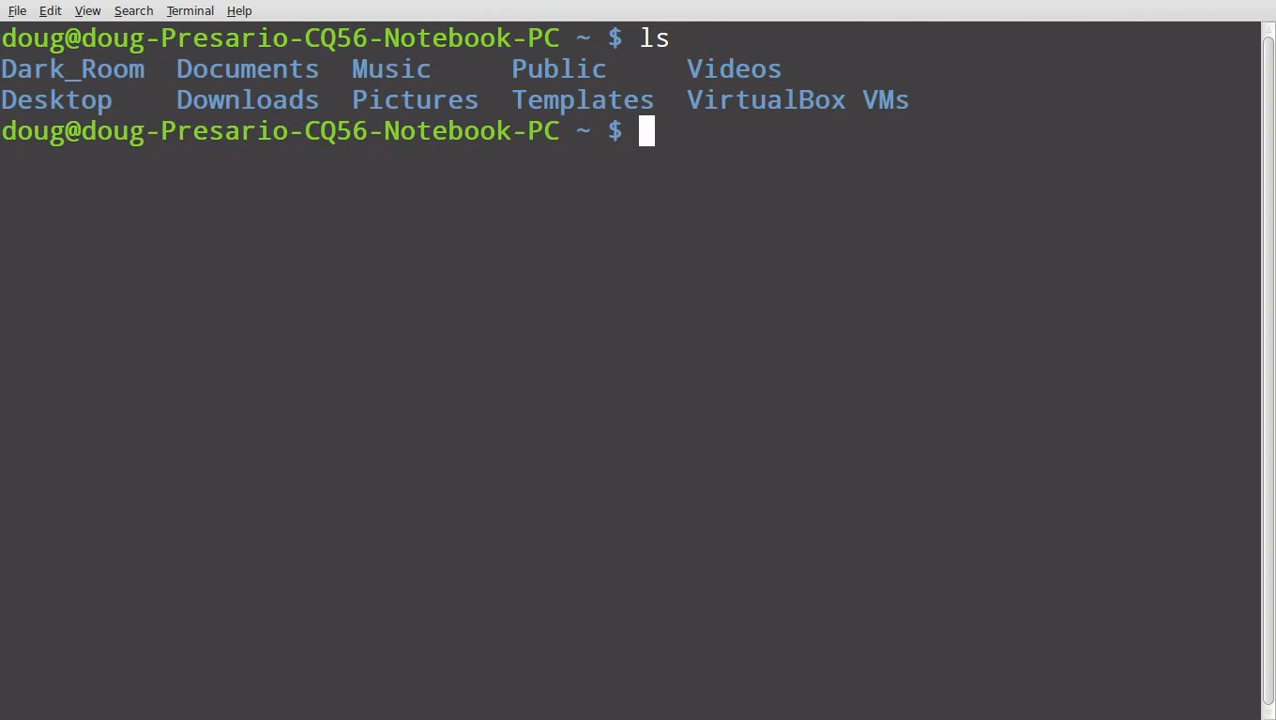 File Edit View Search Terminal Help
doug@doug-Presario-CQ56-Notebook-PC ~ $ ls
Dark_Room  Documents  Music     Public     Videos
Desktop    Downloads  Pictures  Templates  VirtualBox VMs
doug@doug-Presario-CQ56-Notebook-PC ~ $